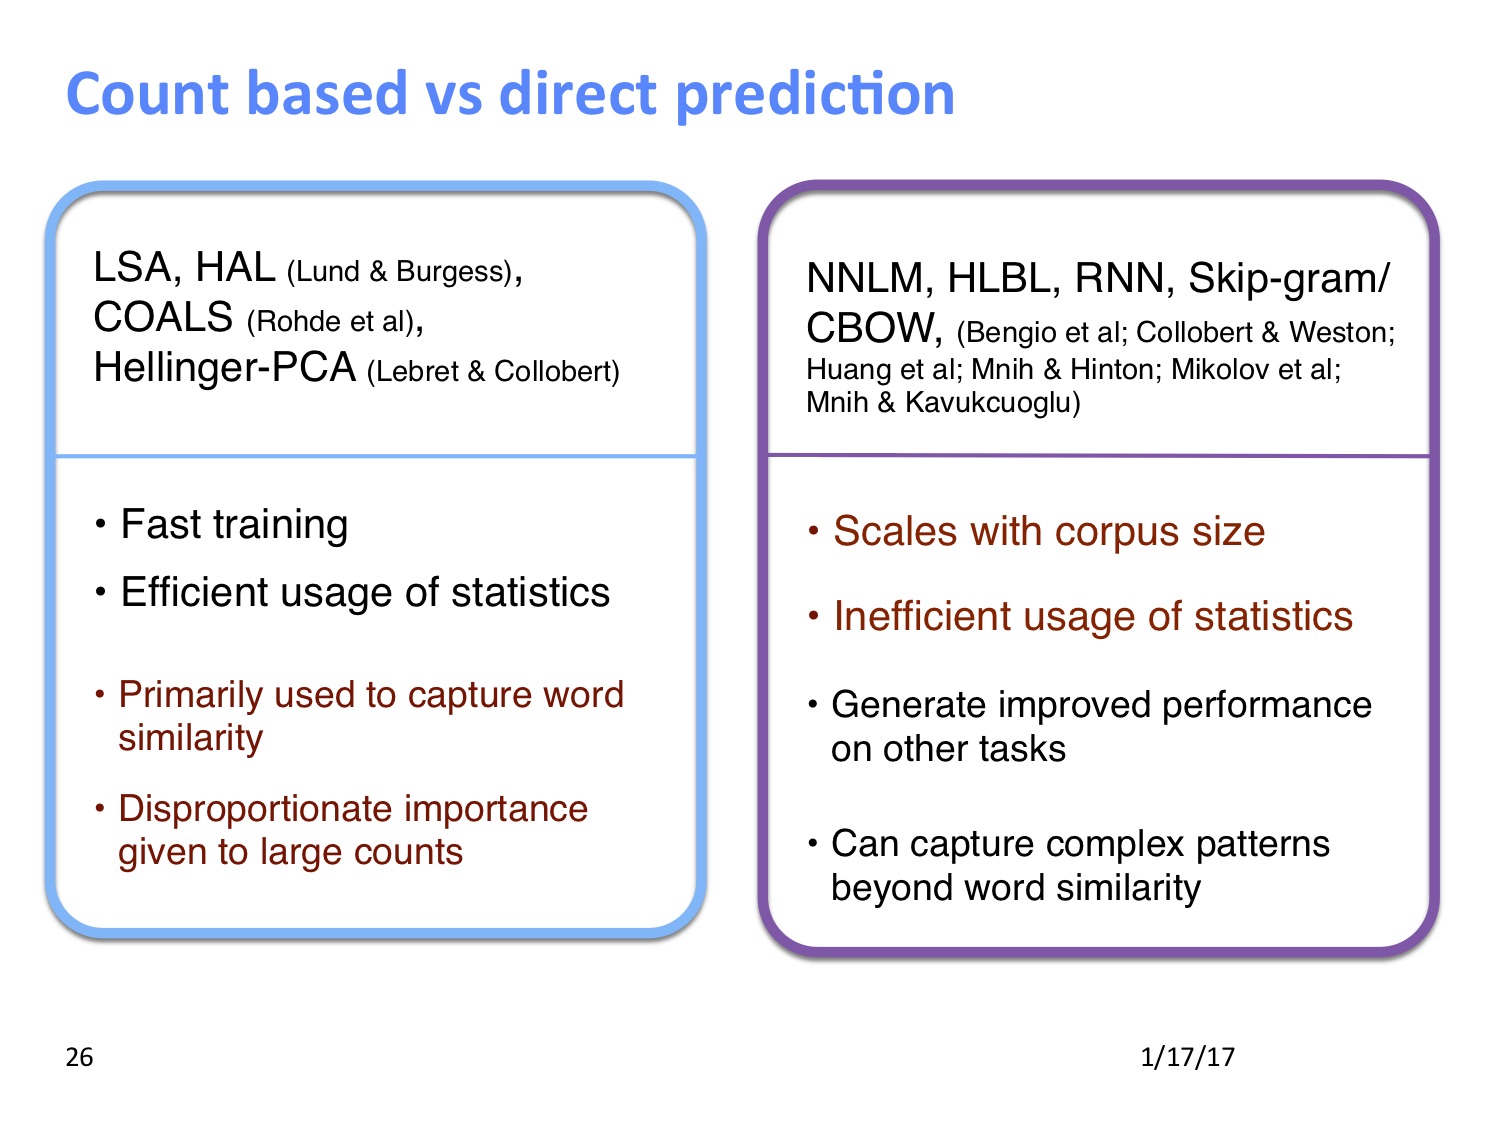 Count based vs direct prediction
LSA, HAL (Lund & Burgess),
COALS (Rohde et al),
Hellinger-PCA (Lebret & Collobert)
• Fast training
• Efficient usage of statistics
• Primarily used to capture word
similarity
• Disproportionate importance
given to large counts
NNLM, HLBL, RNN, Skip-gram/
CBOW, (Bengio et al; Collobert & Weston;
Huang et al; Mnih & Hinton; Mikolov et al;
Mnih & Kavukcuoglu)
• Scales with corpus size
• Inefficient usage of statistics
• Generate improved performance
on other tasks
• Can capture complex patterns
beyond word similarity
26
1/17/17